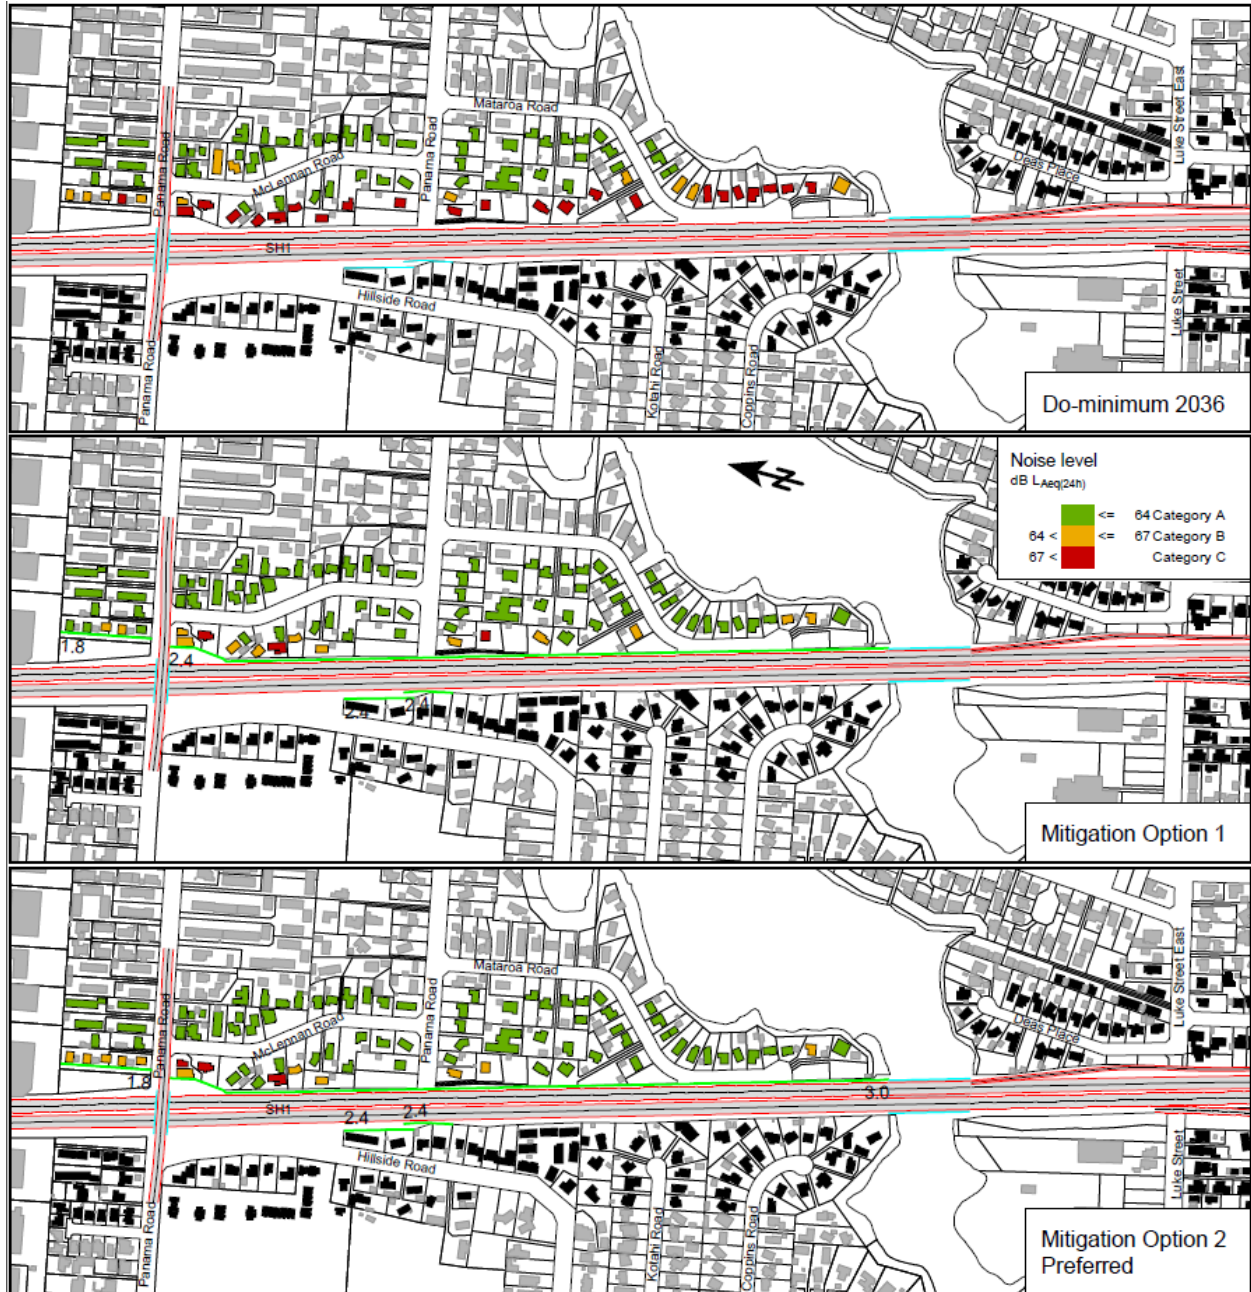 Mataroa Road
Panama Road
Panama Road
McLennan Road
Luke Street East
Deas Place
SH1
Hillside Road
Panama Road
Kotahi Road
Coppins Road
Luke Street
Do-minimum 2036
N
Noise level
dB LAeq(24h)
<= 64 Category A
64 < <= 67 Category B
67 < Category C
1.8
2.4
2.4
2.4
Mitigation Option 1
Mataroa Road
Panama Road
Panama Road
McLennan Road
Luke Street East
Deas Place
1.8
3.0
SH1
2.4
2.4
Hillside Road
Panama Road
Kotahi Road
Coppins Road
Luke Street
Mitigation Option 2
Preferred